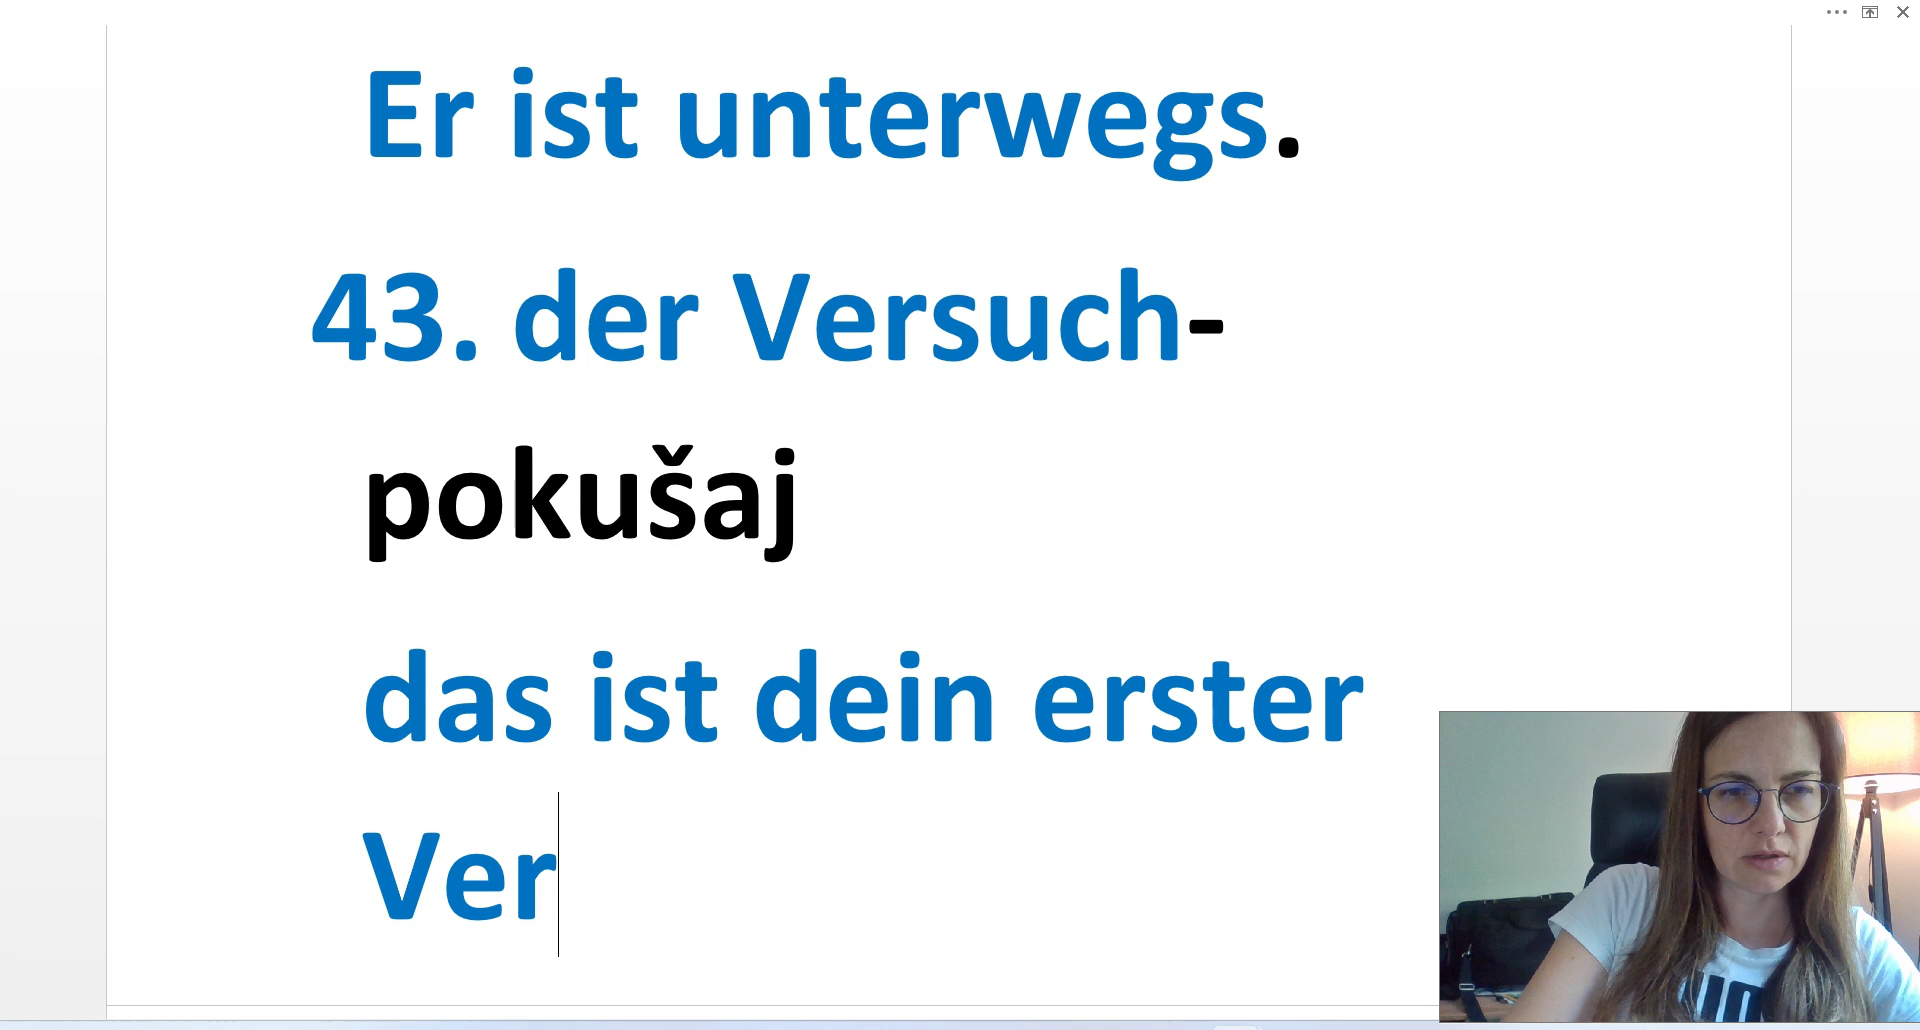 Er ist unterwegs.
43. der Versuch-
pokušaj
das ist dein erster
Ver